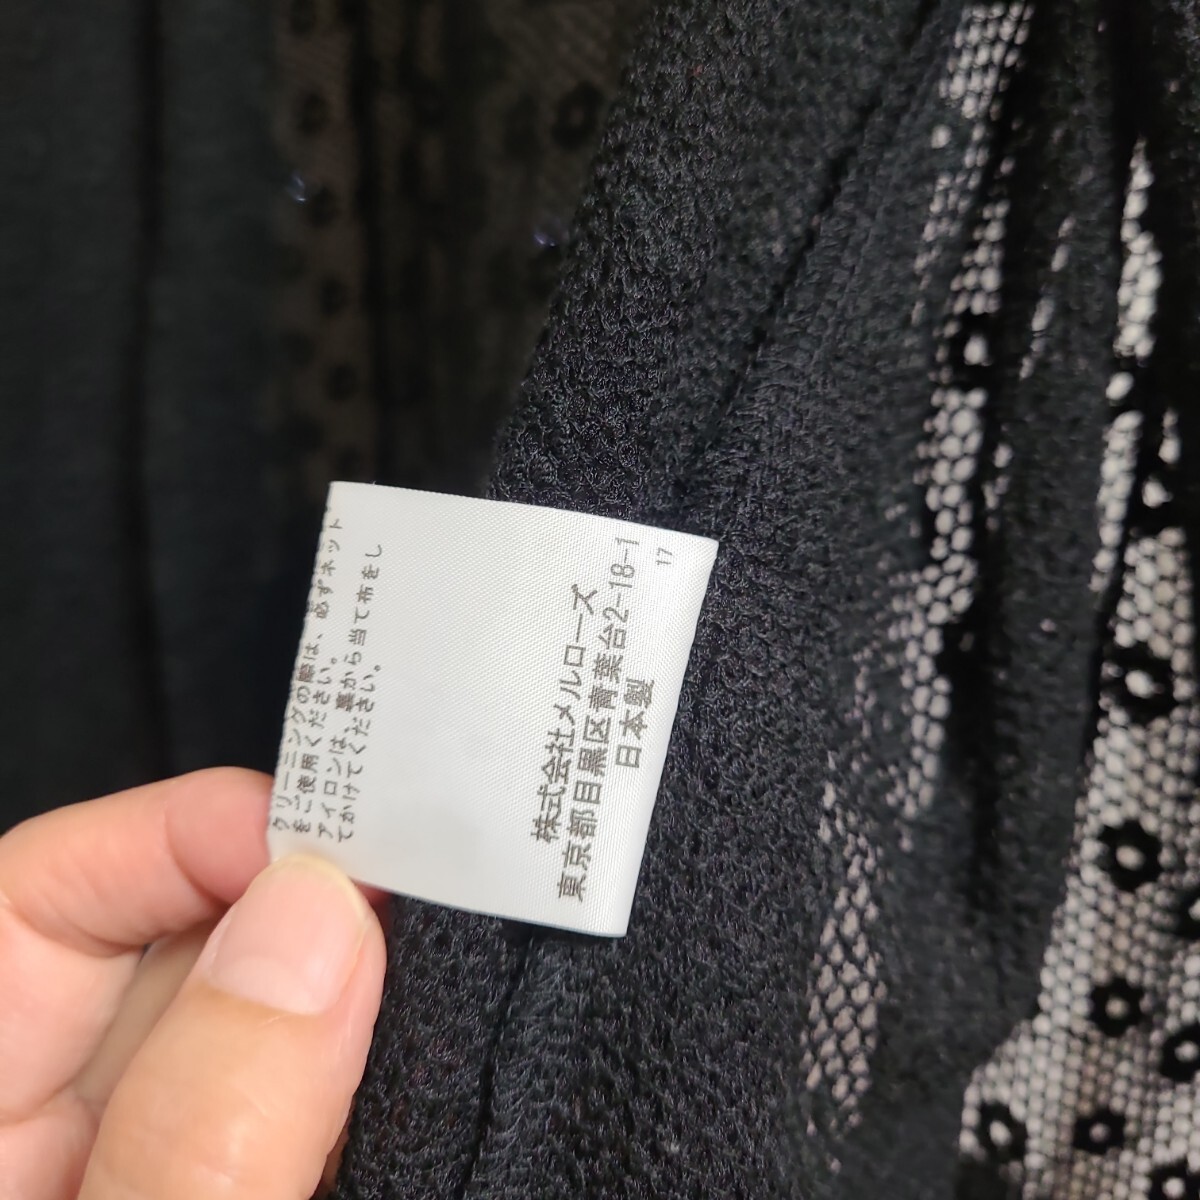 クリーニングの際は、必ずネット
をご使用ください。
アイロンは、裏から当て布をし
てかけてください。
株式会社メルローズ
東京都目黒区青葉台2-18-1
日本製
17